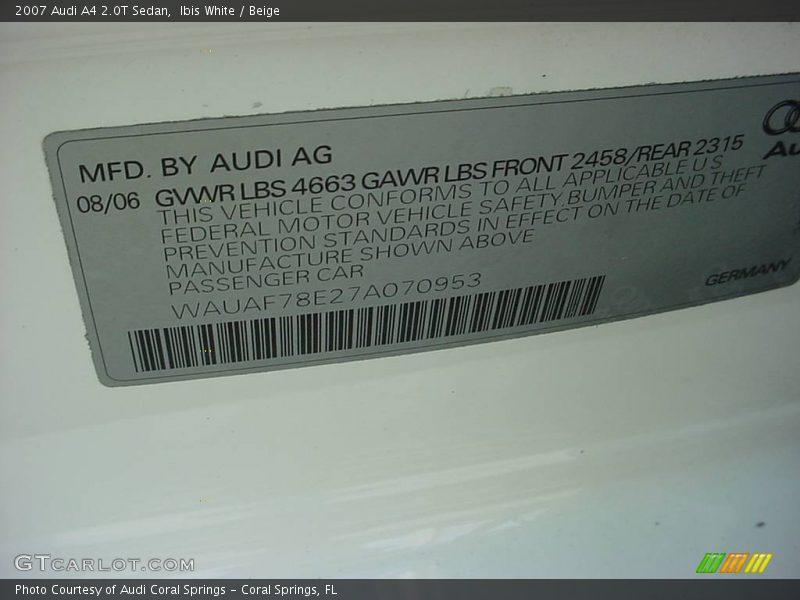 2007 Audi A4 2.0T Sedan,  Ibis White / Beige
MFD. BY AUDI AG
08/06 GVWR LBS 4663 GAWR LBS FRONT 2458/REAR 2315
THIS VEHICLE CONFORMS TO ALL APPLICABLE U S
FEDERAL MOTOR VEHICLE SAFETY,BUMPER AND THEFT
PREVENTION STANDARDS IN EFFECT ON THE DATE OF
MANUFACTURE SHOWN ABOVE
PASSENGER CAR
WAUAF78E27A070953
Au
GERMANY
GTCARLOT.COM
Photo Courtesy of Audi Coral Springs - Coral Springs, FL